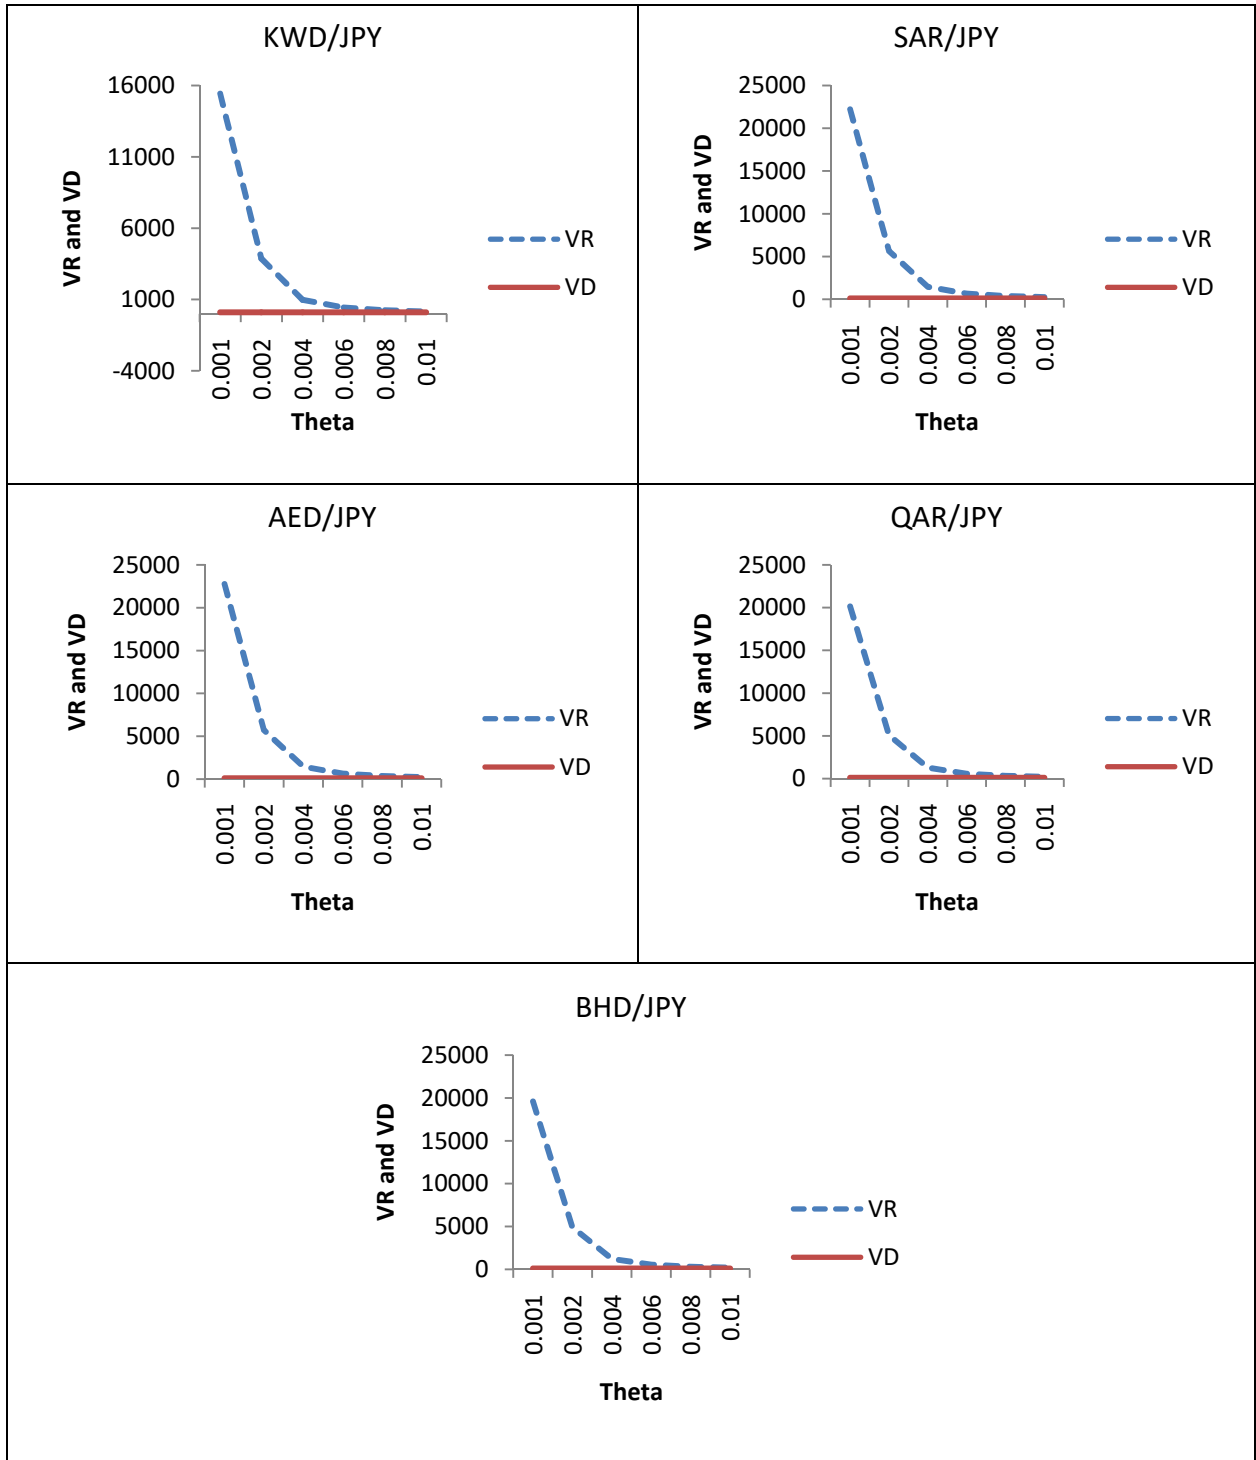 KWD/JPY
16000
11000
6000
1000
-4000
VR and VD
0.001
0.002
0.004
0.006
0.008
0.01
Theta
VR
VD
SAR/JPY
25000
20000
15000
10000
5000
0
VR and VD
0.001
0.002
0.004
0.006
0.008
0.01
Theta
VR
VD
AED/JPY
25000
20000
15000
10000
5000
0
VR and VD
0.001
0.002
0.004
0.006
0.008
0.01
Theta
VR
VD
QAR/JPY
25000
20000
15000
10000
5000
0
VR and VD
0.001
0.002
0.004
0.006
0.008
0.01
Theta
VR
VD
BHD/JPY
25000
20000
15000
10000
5000
0
VR and VD
0.001
0.002
0.004
0.006
0.008
0.01
Theta
VR
VD